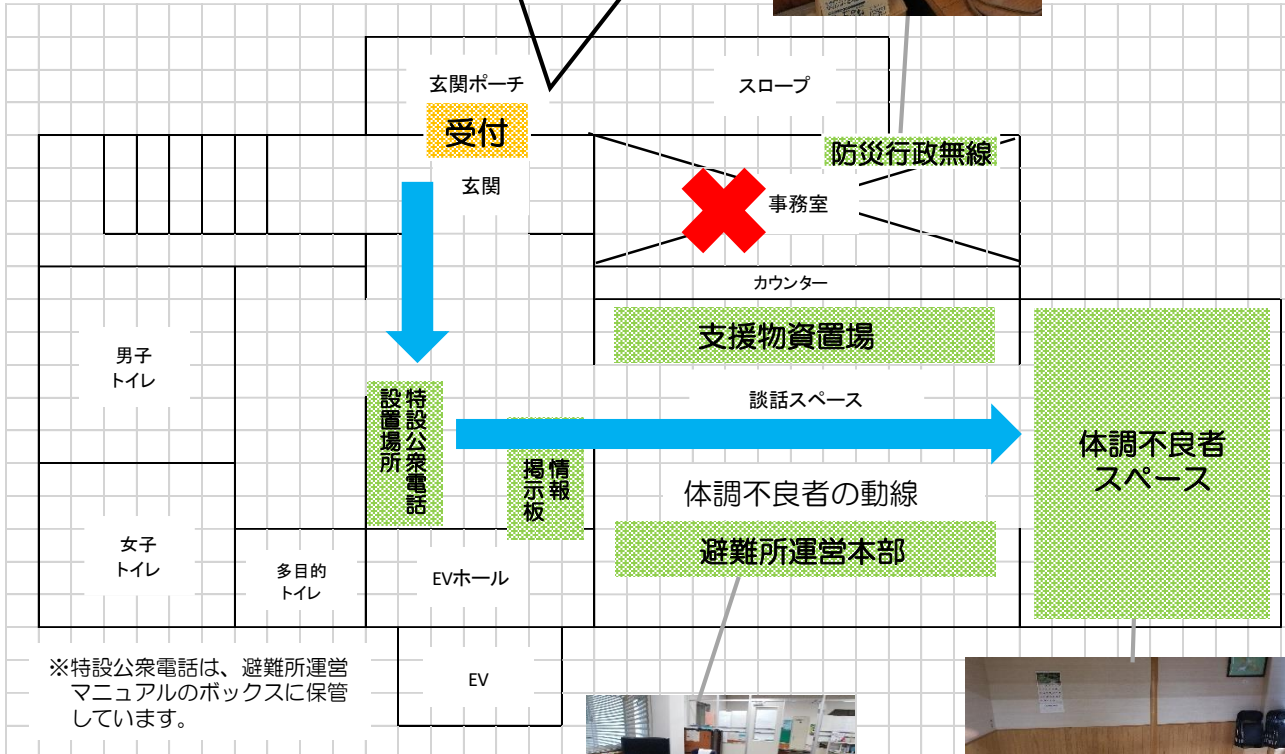 玄関ポーチ
スロープ
受付
防災行政無線
玄関
事務室
カウンター
支援物資置場
男子
トイレ
談話スペース
特設公衆電話
設置場所
情報
掲示板
体調不良者
スペース
体調不良者の動線
女子
トイレ
多目的
トイレ
EVホール
避難所運営本部
※特設公衆電話は、避難所運営
マニュアルのボックスに保管
しています。
EV